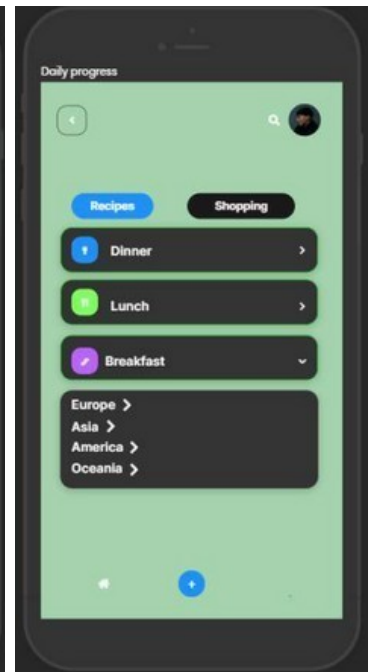 Daily progress
Recipes Shopping
Dinner
Lunch
Breakfast
Europe
Asia
America
Oceania